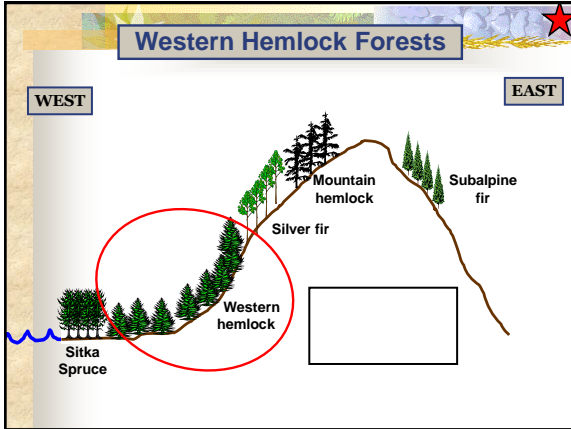 Western Hemlock Forests
WEST
EAST
Mountain
hemlock
Subalpine
fir
Silver fir
Western
hemlock
Sitka
Spruce